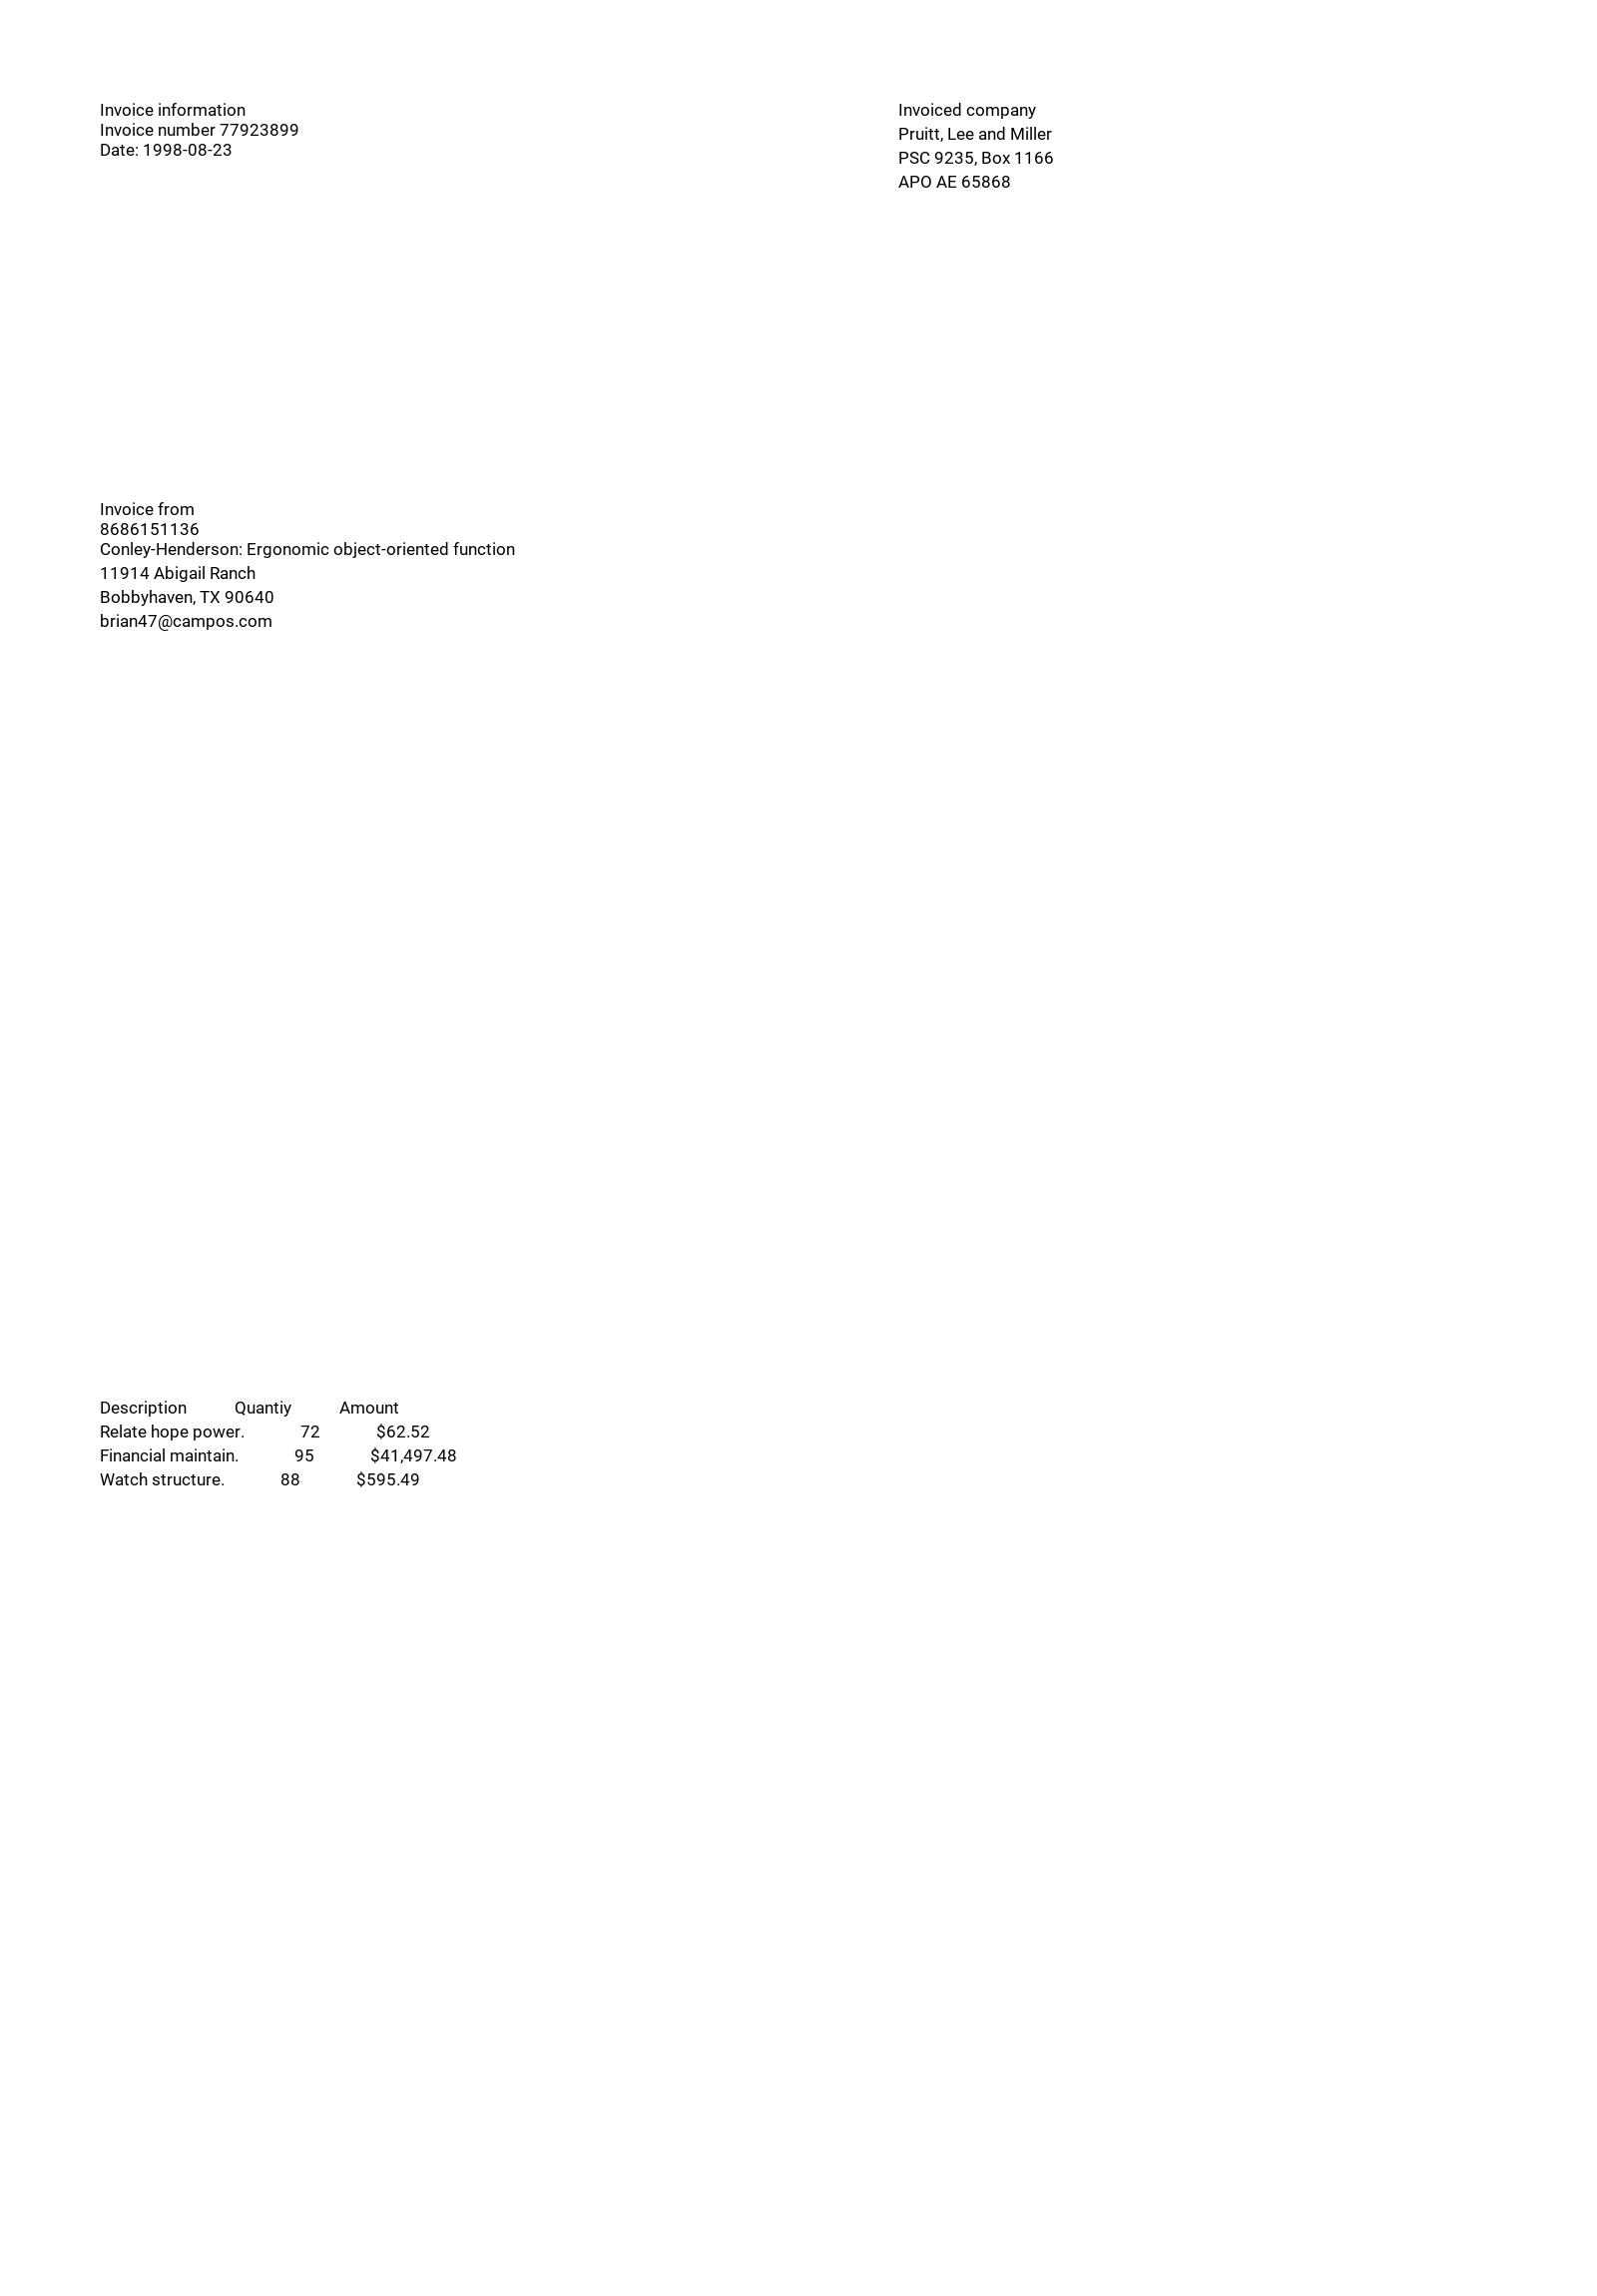 Invoice information
Invoice number 77923899
Date: 1998-08-23
Invoiced company
Pruitt, Lee and Miller
PSC 9235, Box 1166
APO AE 65868
Invoice from
8686151136
Conley-Henderson: Ergonomic object-oriented function
11914 Abigail Ranch
Bobbyhaven, TX 90640
brian47@campos.com
Description Quantiy Amount
Relate hope power. 72 $62.52
Financial maintain. 95 $41,497.48
Watch structure. 88 $595.49